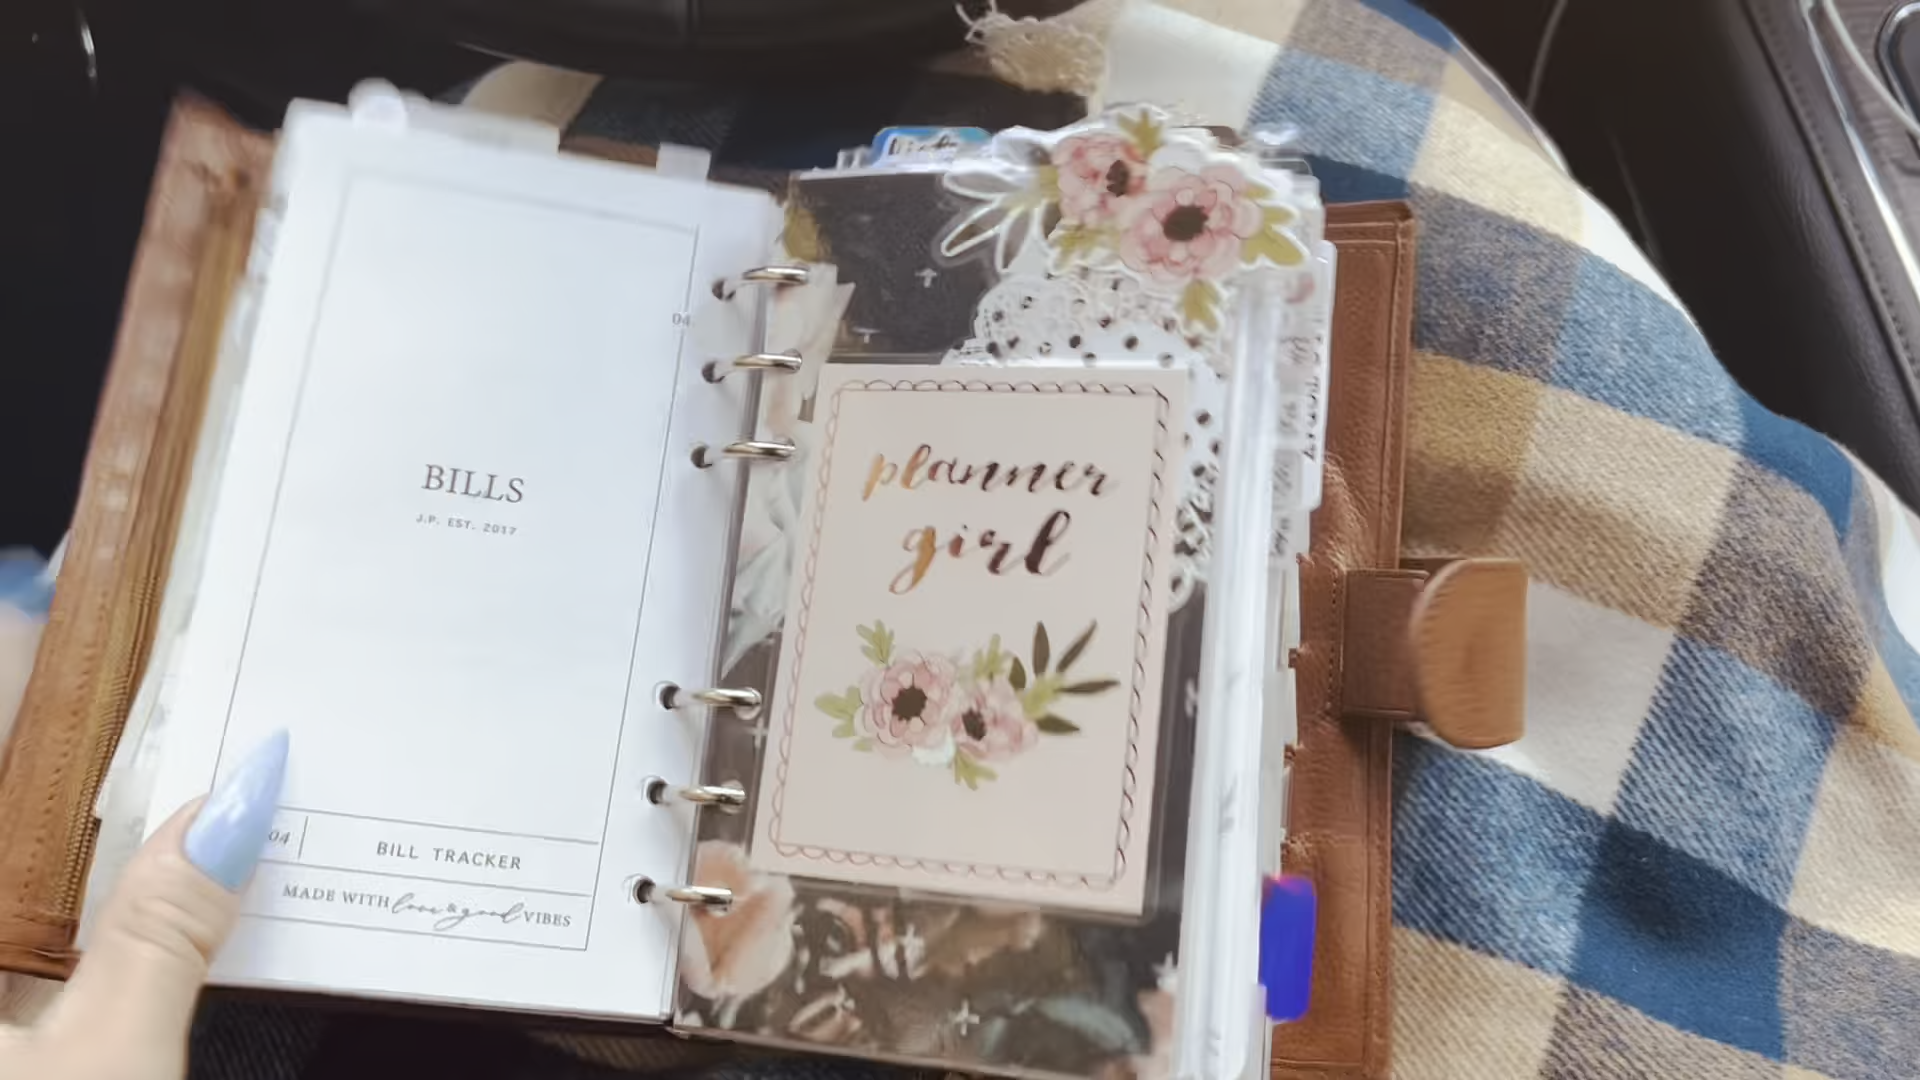 04
BILLS
J.P. EST. 2017
04
BILL TRACKER
MADE WITH love & good VIBES
planner
girl